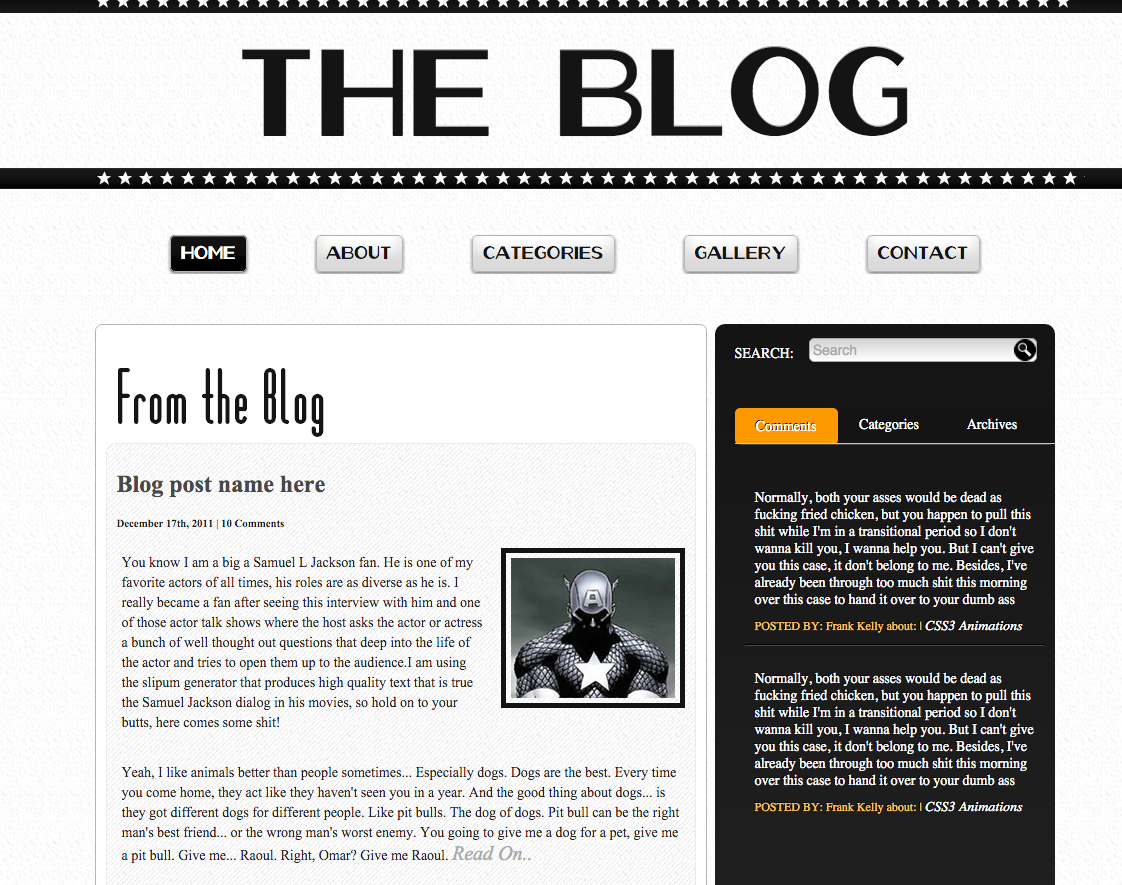 THE BLOG
HOME ABOUT CATEGORIES GALLERY CONTACT
From the Blog
Blog post name here
December 17th, 2011 | 10 Comments
You know I am a big a Samuel L Jackson fan. He is one of my
favorite actors of all times, his roles are as diverse as he is. I
really became a fan after seeing this interview with him and one
of those actor talk shows where the host asks the actor or actress
a bunch of well thought out questions that deep into the life of
the actor and tries to open them up to the audience.I am using
the slipum generator that produces high quality text that is true
the Samuel Jackson dialog in his movies, so hold on to your
butts, here comes some shit!
A
Yeah, I like animals better than people sometimes... Especially dogs. Dogs are the best. Every time
you come home, they act like they haven't seen you in a year. And the good thing about dogs... is
they got different dogs for different people. Like pit bulls. The dog of dogs. Pit bull can be the right
man's best friend... or the wrong man's worst enemy. You going to give me a dog for a pet, give me
a pit bull. Give me... Raoul. Right, Omar? Give me Raoul. Read On..
SEARCH: Search
Comments Categories Archives
Normally, both your asses would be dead as
fucking fried chicken, but you happen to pull this
shit while I'm in a transitional period so I don't
wanna kill you, I wanna help you. But I can't give
you this case, it don't belong to me. Besides, I've
already been through too much shit this morning
over this case to hand it over to your dumb ass
POSTED BY: Frank Kelly about: | CSS3 Animations
Normally, both your asses would be dead as
fucking fried chicken, but you happen to pull this
shit while I'm in a transitional period so I don't
wanna kill you, I wanna help you. But I can't give
you this case, it don't belong to me. Besides, I've
already been through too much shit this morning
over this case to hand it over to your dumb ass
POSTED BY: Frank Kelly about: | CSS3 Animations